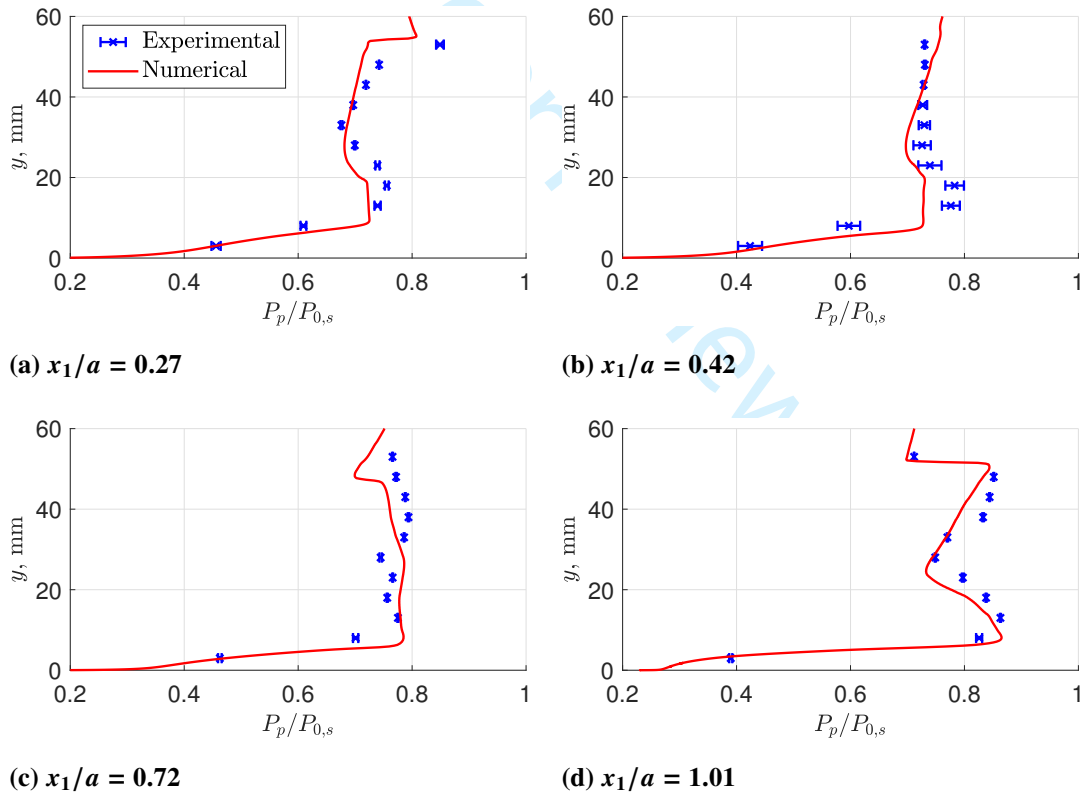 60
40
20
0
y, mm
Experimental
Numerical
0.2 0.4 0.6 0.8 1
P_p/P_{0,s}
(a) x_1/a = 0.27
60
40
20
0
y, mm
0.2 0.4 0.6 0.8 1
P_p/P_{0,s}
(b) x_1/a = 0.42
60
40
20
0
y, mm
0.2 0.4 0.6 0.8 1
P_p/P_{0,s}
(c) x_1/a = 0.72
60
40
20
0
y, mm
0.2 0.4 0.6 0.8 1
P_p/P_{0,s}
(d) x_1/a = 1.01